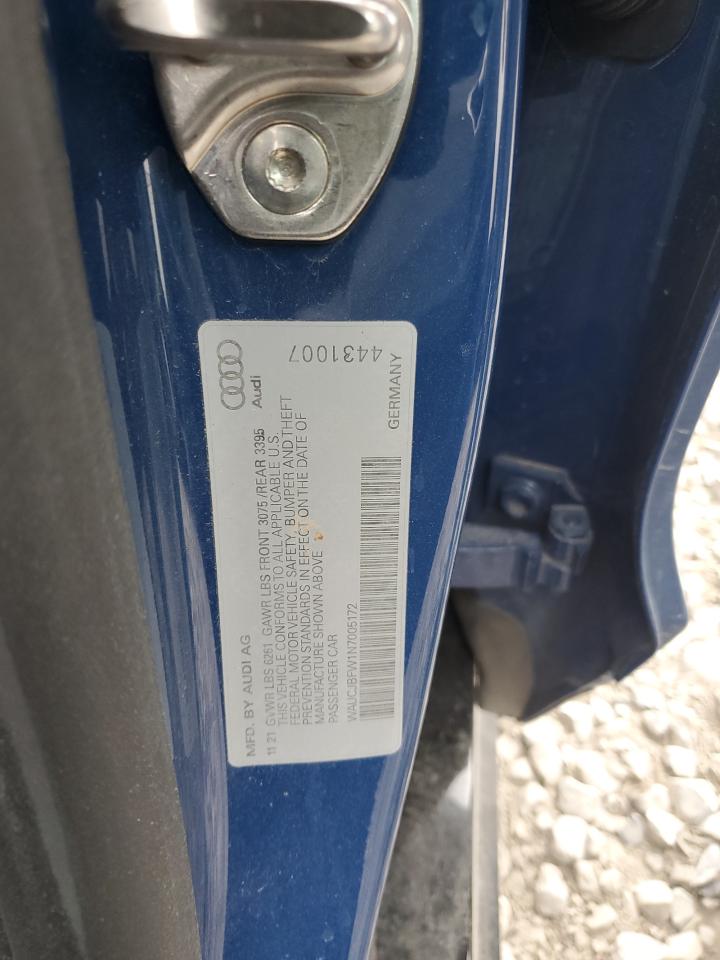 Audi
4431007
MFD. BY AUDI AG
11 21 GVWR LBS 6261 GAWR LBS FRONT 3075/REAR 3395
THIS VEHICLE CONFORMS TO ALL APPLICABLE U.S.
FEDERAL MOTOR VEHICLE SAFETY, BUMPER AND THEFT
PREVENTION STANDARDS IN EFFECT ON THE DATE OF
MANUFACTURE SHOWN ABOVE
PASSENGER CAR
WAUCJBFW1N7005172
GERMANY